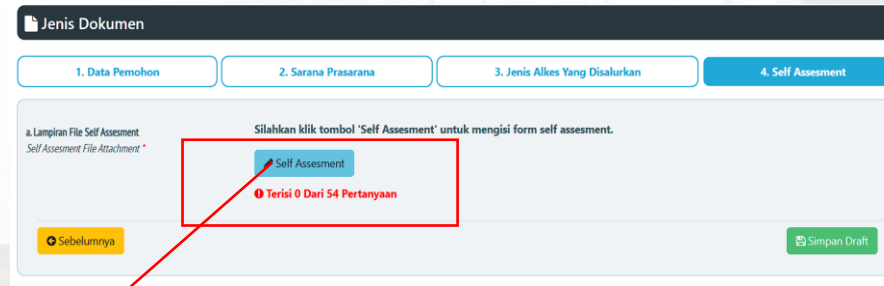 Jenis Dokumen
1. Data Pemohon
2. Sarana Prasarana
3. Jenis Alkes Yang Disalurkan
4. Self Assesment
a. Lampiran File Self Assesment
Self Assesment File Attachment *
Silahkan klik tombol 'Self Assesment' untuk mengisi form self assesment.
Self Assesment
Terisi 0 Dari 54 Pertanyaan
Sebelumnya
Simpan Draft